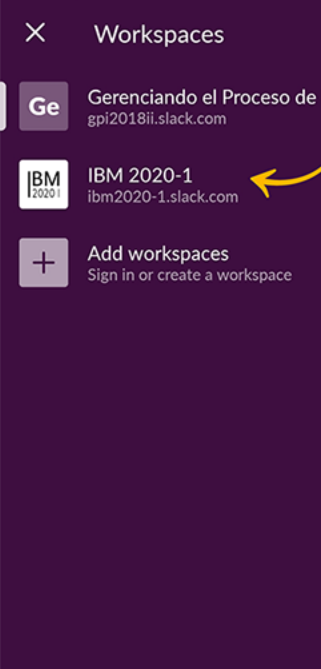 Workspaces
Ge
Gerenciando el Proceso de
gpi2018ii.slack.com
IBM
2020 I
IBM 2020-1
ibm2020-1.slack.com
Add workspaces
Sign in or create a workspace